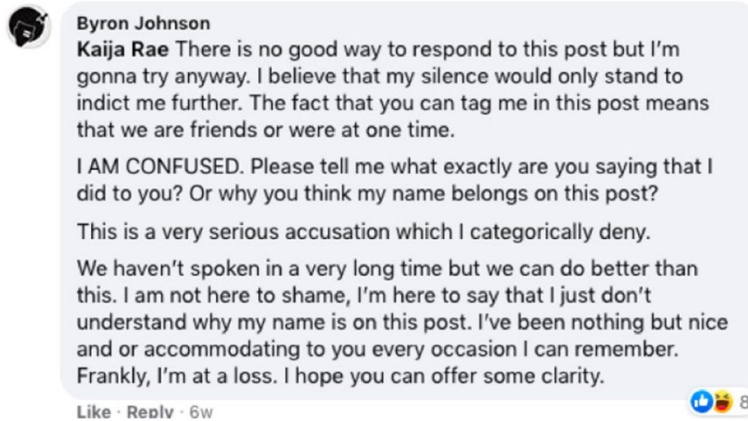 Byron Johnson
Kaija Rae There is no good way to respond to this post but I'm
gonna try anyway. I believe that my silence would only stand to
indict me further. The fact that you can tag me in this post means
that we are friends or were at one time.
I AM CONFUSED. Please tell me what exactly are you saying that I
did to you? Or why you think my name belongs on this post?
This is a very serious accusation which I categorically deny.
We haven't spoken in a very long time but we can do better than
this. I am not here to shame, I'm here to say that I just don't
understand why my name is on this post. I've been nothing but nice
and or accommodating to you every occasion I can remember.
Frankly, I'm at a loss. I hope you can offer some clarity.
Like · Reply · 6w
8